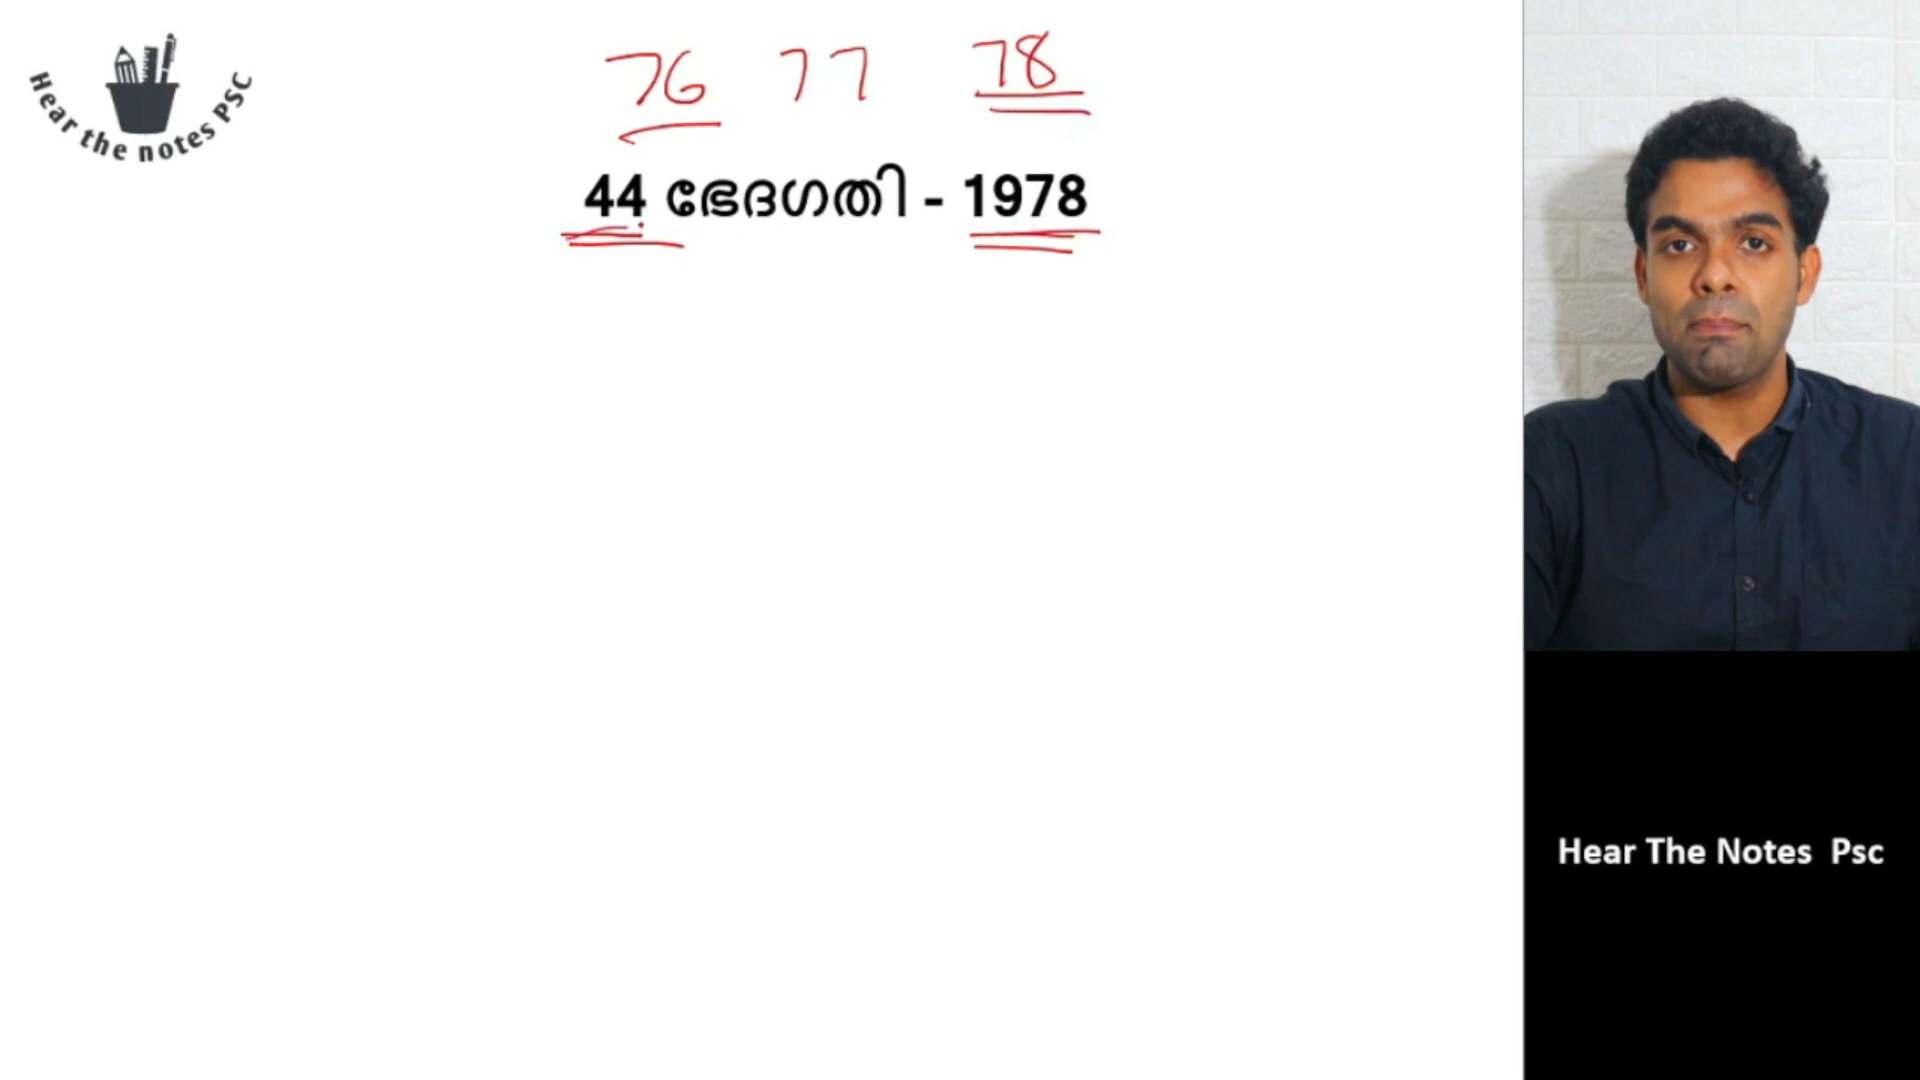 Hear the notes PSC
76 77 78
44 ഭേദഗതി - 1978
Hear The Notes Psc